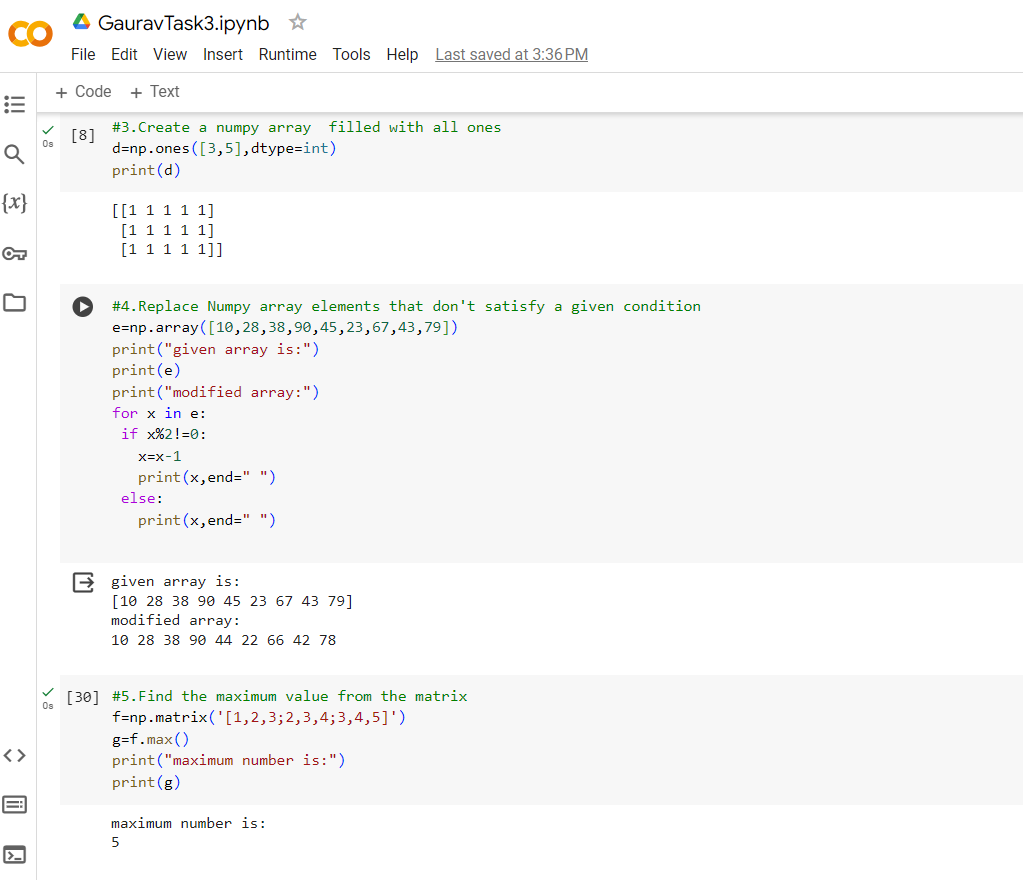 GauravTask3.ipynb
File Edit View Insert Runtime Tools Help Last saved at 3:36 PM
+ Code + Text
[8] #3.Create a numpy array  filled with all ones
0s
d=np.ones([3,5],dtype=int)
print(d)
[[1 1 1 1 1]
 [1 1 1 1 1]
 [1 1 1 1 1]]
{x}
#4.Replace Numpy array elements that don't satisfy a given condition
e=np.array([10,28,38,90,45,23,67,43,79])
print("given array is:")
print(e)
print("modified array:")
for x in e:
 if x%2!=0:
   x=x-1
   print(x,end=" ")
 else:
   print(x,end=" ")
given array is:
[10 28 38 90 45 23 67 43 79]
modified array:
10 28 38 90 44 22 66 42 78
[30] #5.Find the maximum value from the matrix
0s
f=np.matrix('[1,2,3;2,3,4;3,4,5]')
g=f.max()
print("maximum number is:")
print(g)
maximum number is:
5